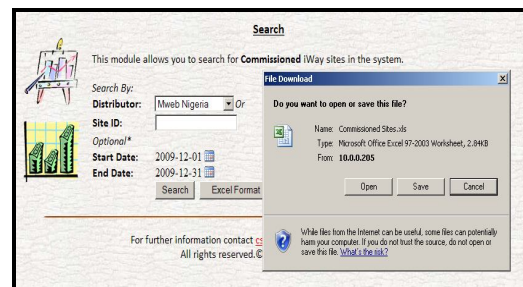 Search
This module allows you to search for Commissioned iWay sites in the system.
Search By:
Distributor: Mweb Nigeria Or
Site ID:
Optional*
Start Date: 2009-12-01
End Date: 2009-12-31
Search Excel Format
For further information contact cs
All rights reserved.©
File Download
Do you want to open or save this file?
Name: Commissioned Sites.xls
Type: Microsoft Office Excel 97-2003 Worksheet, 2.84KB
From: 10.0.0.205
Open Save Cancel
While files from the Internet can be useful, some files can potentially
harm your computer. If you do not trust the source, do not open or
save this file. What's the risk?